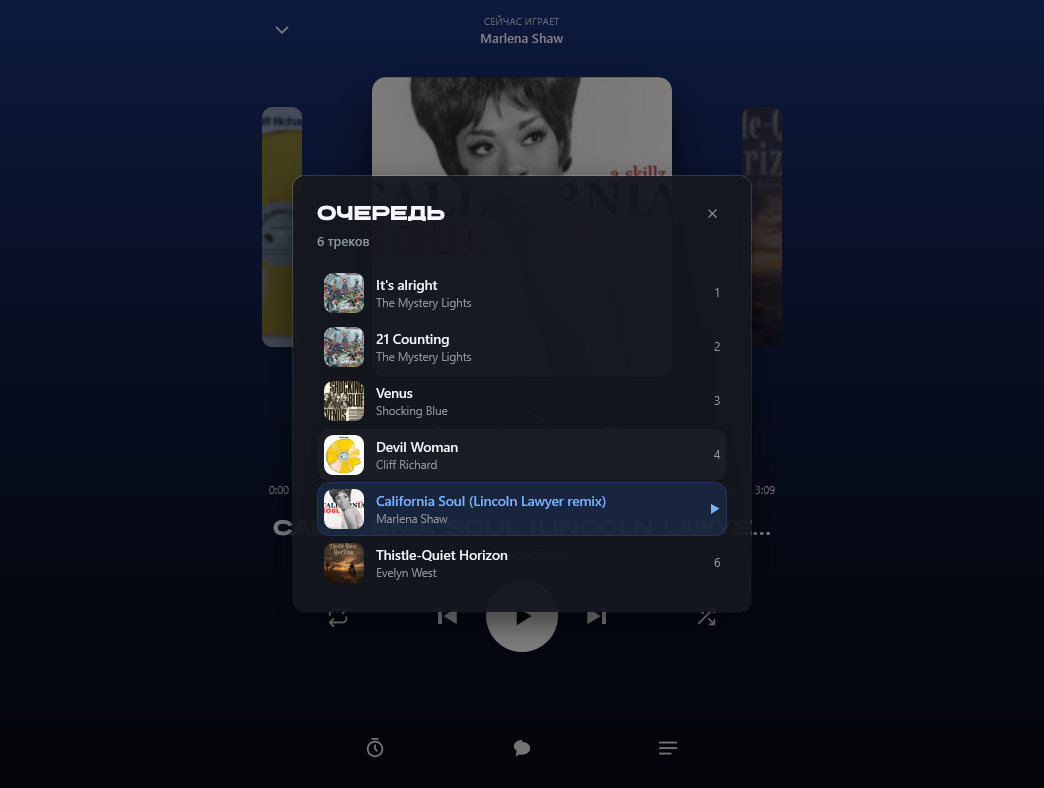 СЕЙЧАС ИГРАЕТ
Marlena Shaw
a skillz
ОЧЕРЕДЬ
6 треков
It's alright
The Mystery Lights
1
21 Counting
The Mystery Lights
2
Venus
Shocking Blue
3
Devil Woman
Cliff Richard
4
0:00
California Soul (Lincoln Lawyer remix)
Marlena Shaw
3:09
Thistle-Quiet Horizon
Evelyn West
6